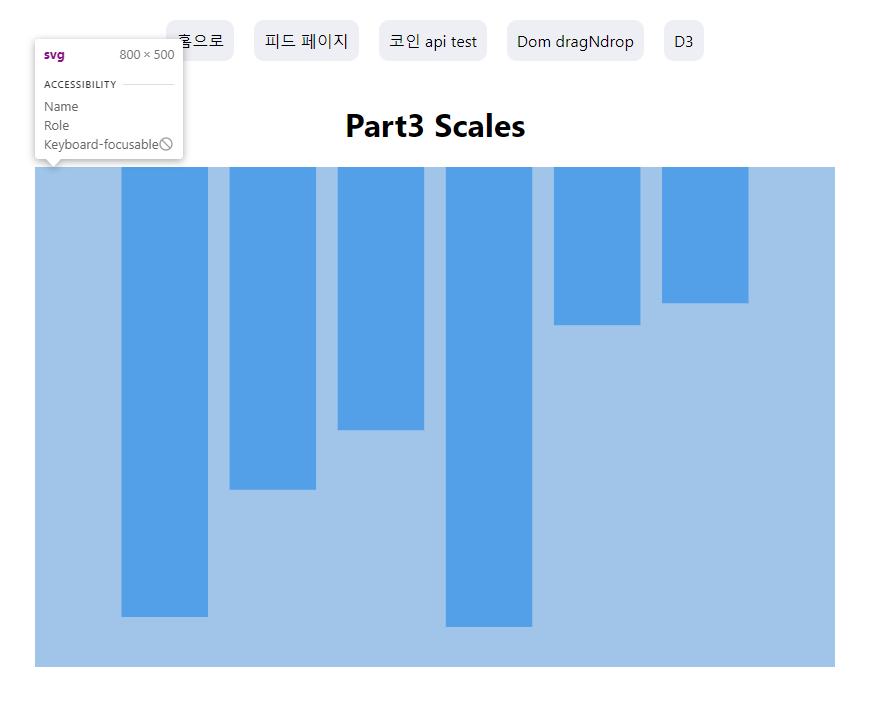 홈으로 피드 페이지 코인 api test Dom dragNdrop D3
svg 800 × 500
ACCESSIBILITY
Name
Role
Keyboard-focusable
Part3 Scales